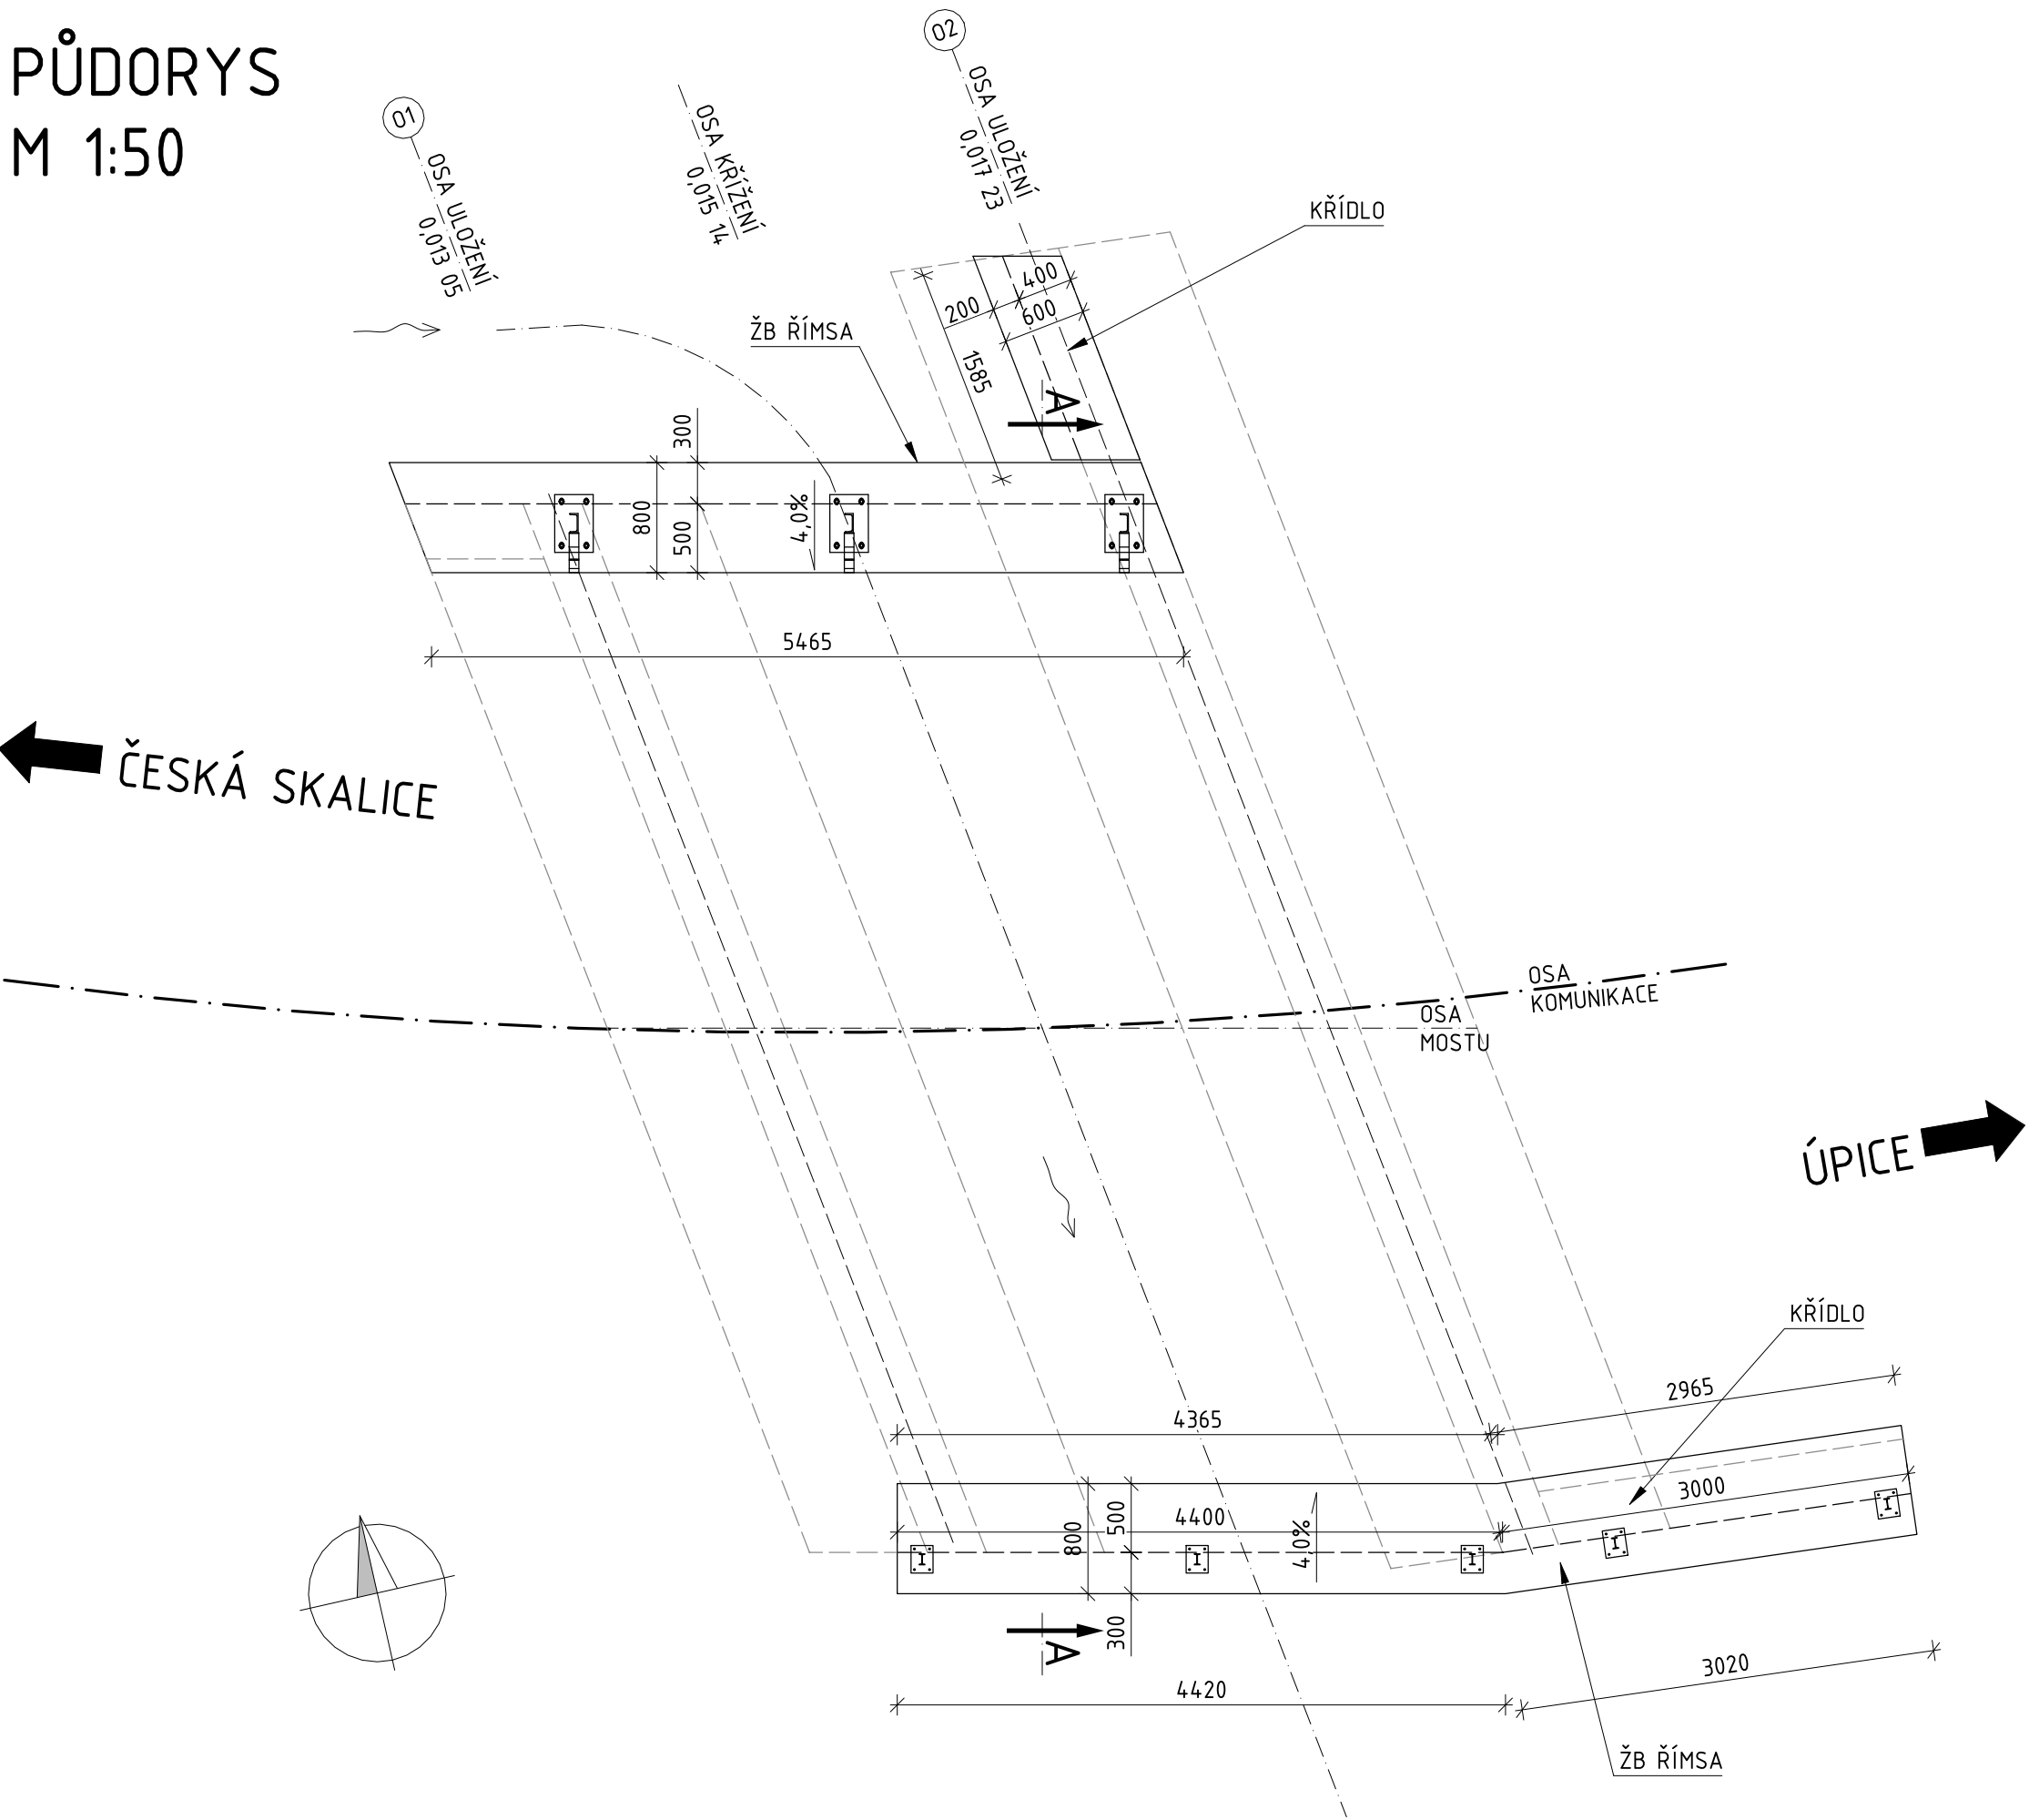 PŮDORYS
M 1:50
01
OSA ULOŽENÍ
0,013 05
OSA KŘÍŽENÍ
0,015 14
02
OSA ULOŽENÍ
0,017 23
KŘÍDLO
400
200
600
ŽB ŘÍMSA
1585
A
300
800
500
4,0%
5465
ČESKÁ SKALICE
OSA
KOMUNIKACE
OSA
MOSTU
ÚPICE
KŘÍDLO
2965
4365
3000
4400
500
800
4,0%
300
A
3020
4420
ŽB ŘÍMSA